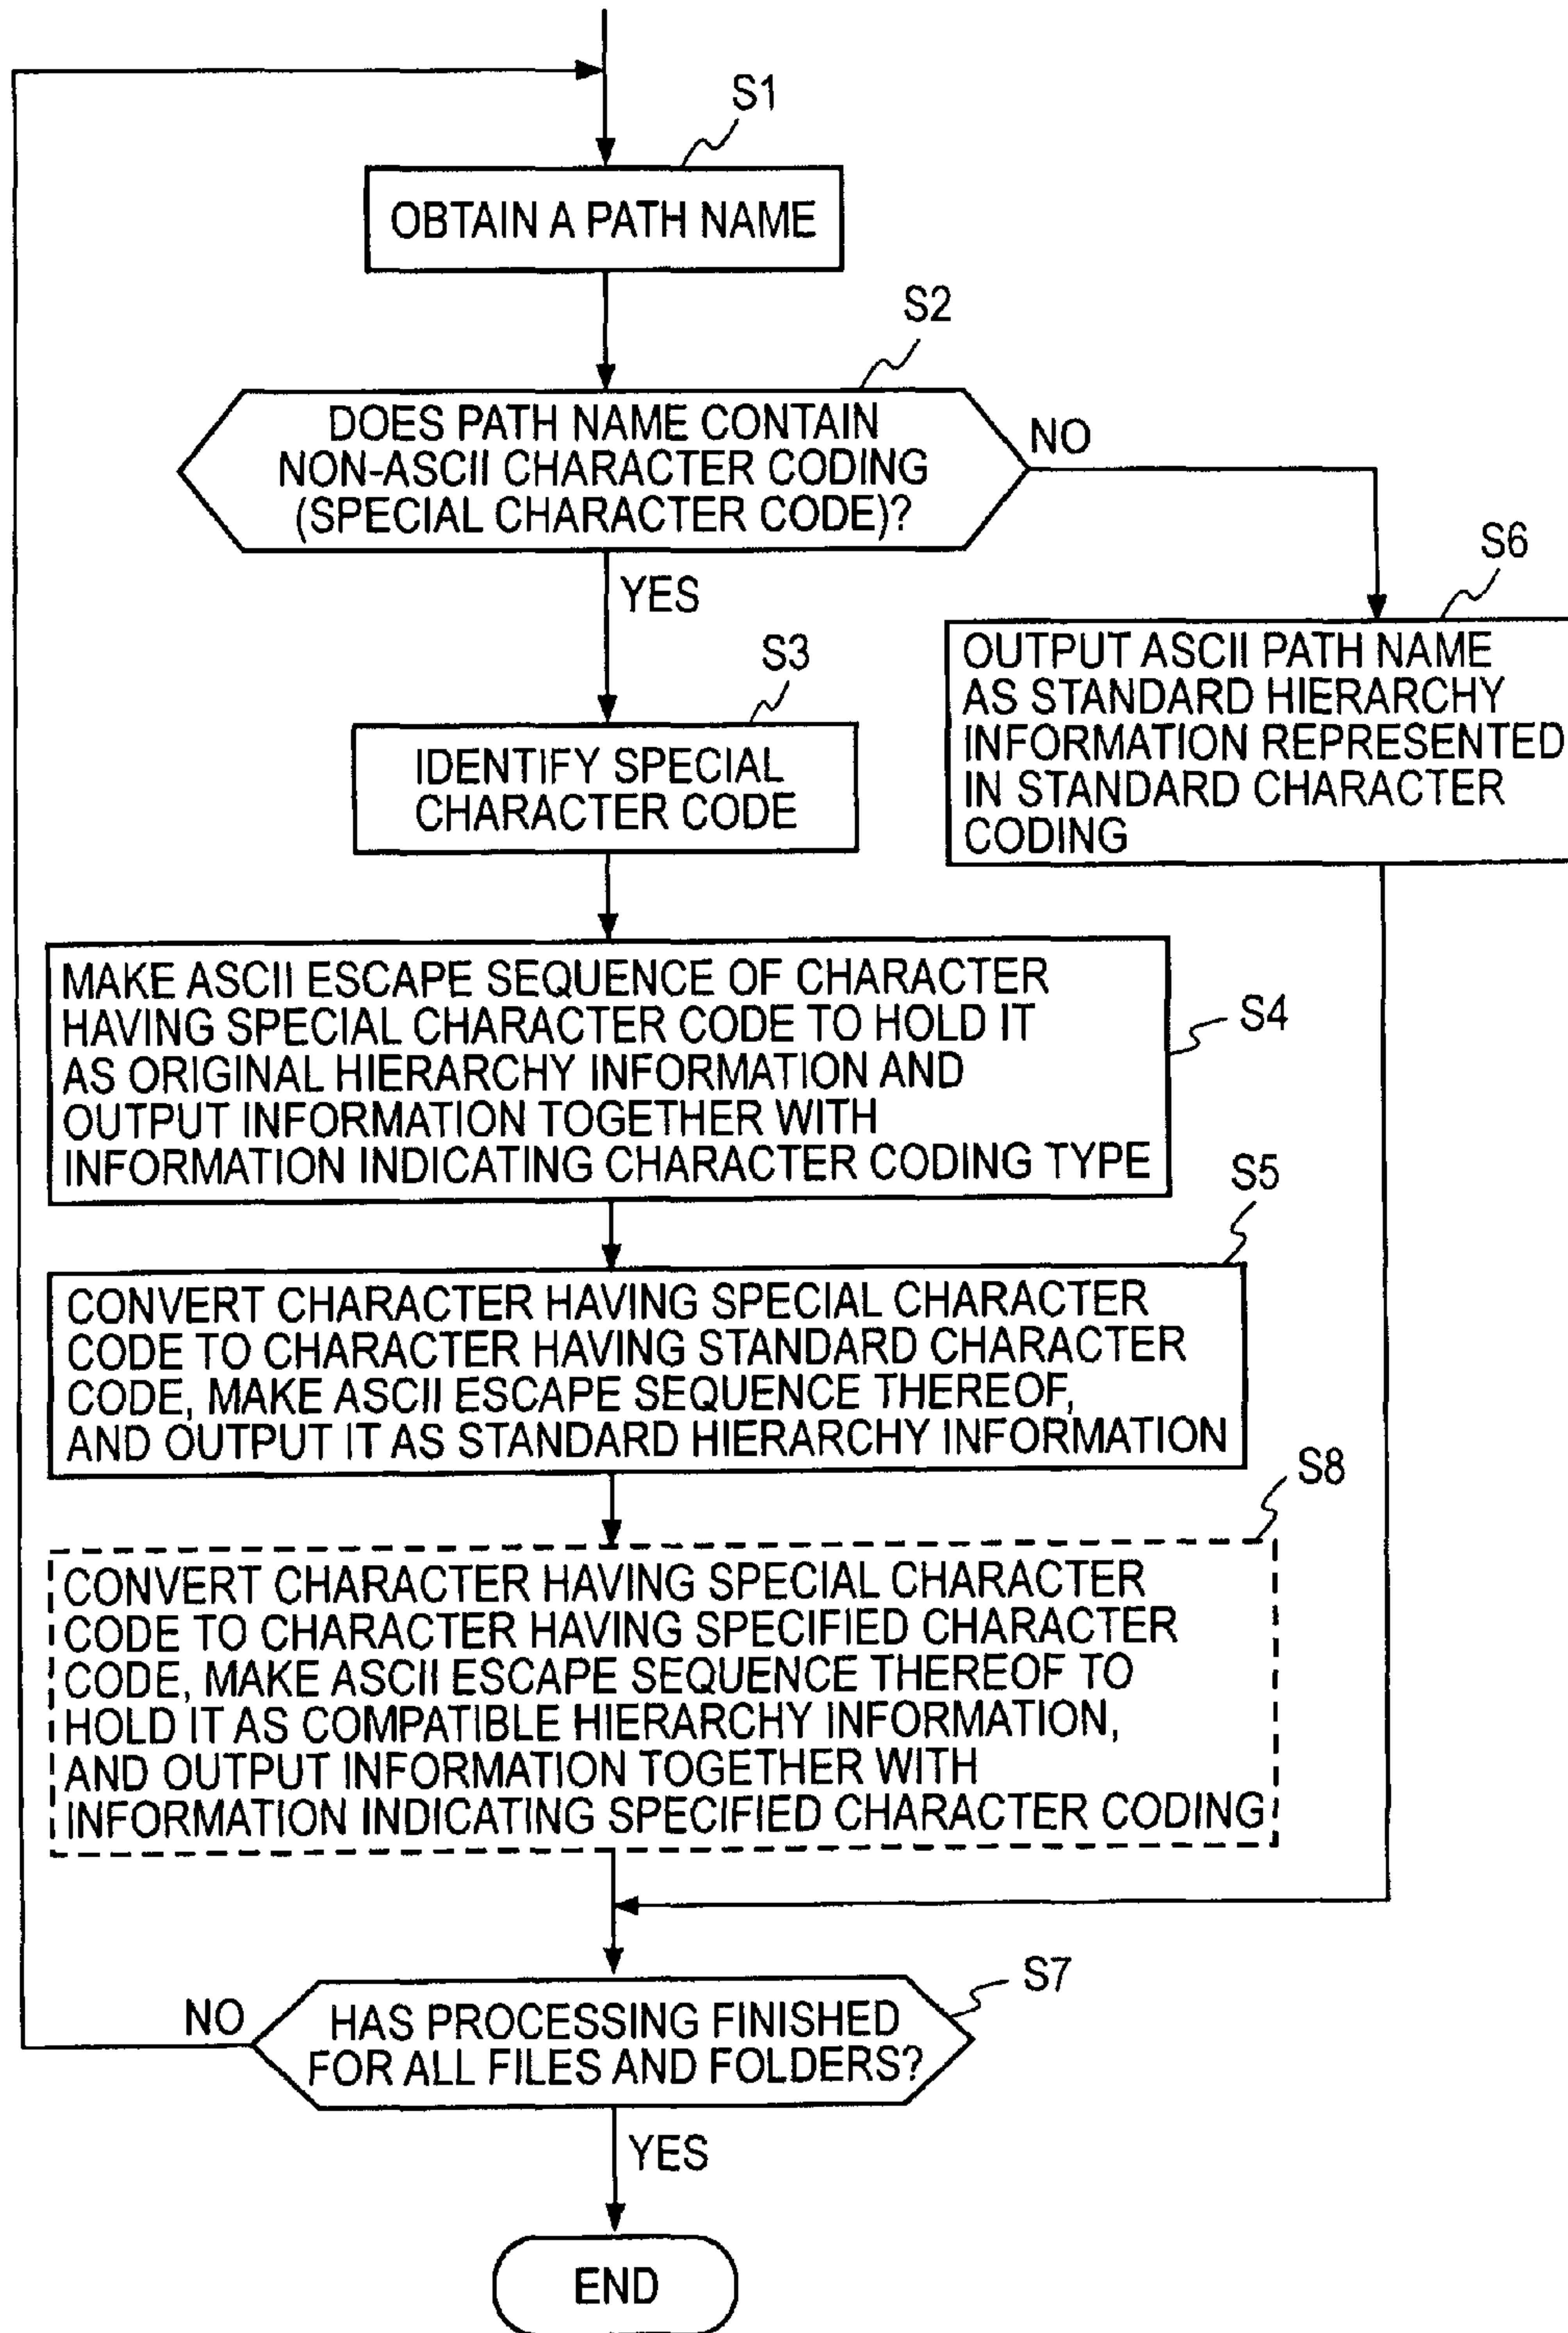 S1
OBTAIN A PATH NAME
S2
DOES PATH NAME CONTAIN
NON-ASCII CHARACTER CODING
(SPECIAL CHARACTER CODE)?
NO
YES
S6
OUTPUT ASCII PATH NAME
AS STANDARD HIERARCHY
INFORMATION REPRESENTED
IN STANDARD CHARACTER
CODING
S3
IDENTIFY SPECIAL
CHARACTER CODE
MAKE ASCII ESCAPE SEQUENCE OF CHARACTER
HAVING SPECIAL CHARACTER CODE TO HOLD IT
AS ORIGINAL HIERARCHY INFORMATION AND
OUTPUT INFORMATION TOGETHER WITH
INFORMATION INDICATING CHARACTER CODING TYPE
S4
S5
CONVERT CHARACTER HAVING SPECIAL CHARACTER
CODE TO CHARACTER HAVING STANDARD CHARACTER
CODE, MAKE ASCII ESCAPE SEQUENCE THEREOF,
AND OUTPUT IT AS STANDARD HIERARCHY INFORMATION
S8
CONVERT CHARACTER HAVING SPECIAL CHARACTER
CODE TO CHARACTER HAVING SPECIFIED CHARACTER
CODE, MAKE ASCII ESCAPE SEQUENCE THEREOF TO
HOLD IT AS COMPATIBLE HIERARCHY INFORMATION,
AND OUTPUT INFORMATION TOGETHER WITH
INFORMATION INDICATING SPECIFIED CHARACTER CODING
S7
NO
HAS PROCESSING FINISHED
FOR ALL FILES AND FOLDERS?
YES
END